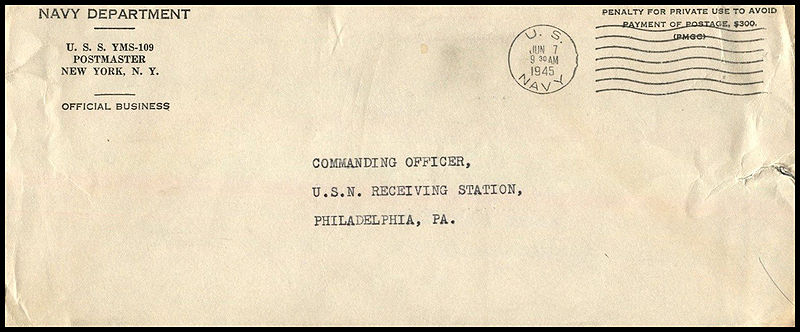 NAVY DEPARTMENT
U. S. S. YMS-109
POSTMASTER
NEW YORK, N. Y.
OFFICIAL BUSINESS
U. S.
JUN 7
9 30 AM
1945
NAVY
PENALTY FOR PRIVATE USE TO AVOID
PAYMENT OF POSTAGE, $300.
(PMGC)
COMMANDING OFFICER,
U.S.N. RECEIVING STATION,
PHILADELPHIA, PA.